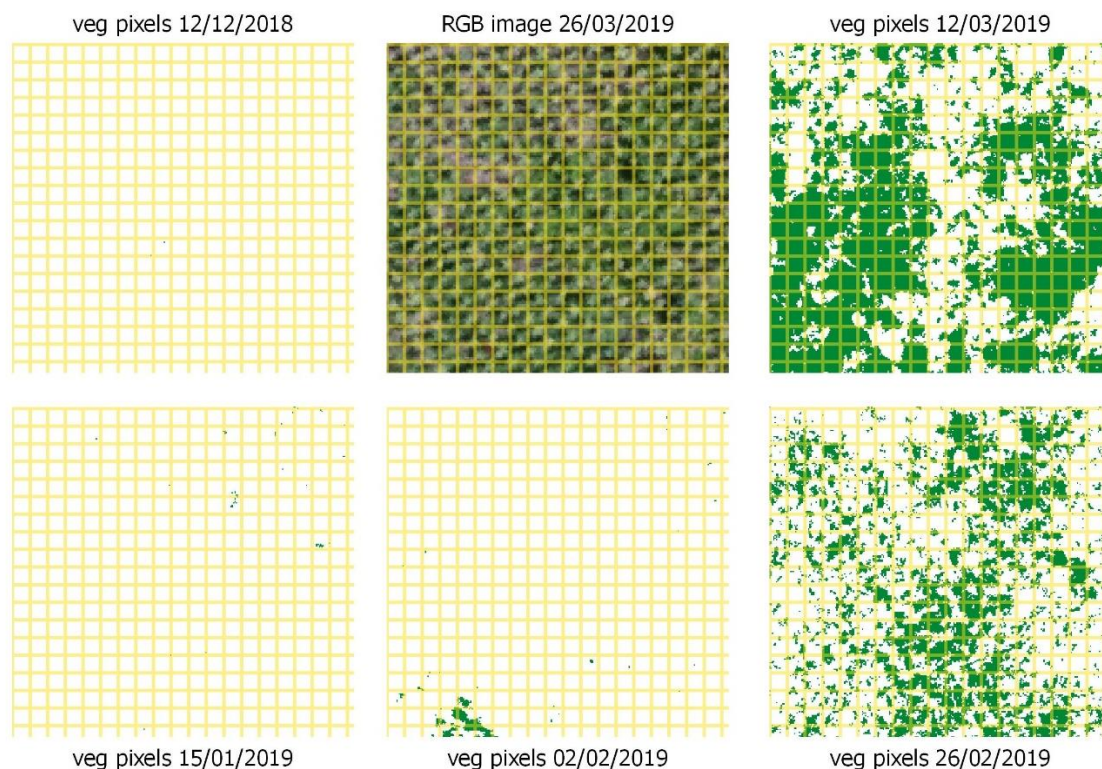 veg pixels 12/12/2018
RGB image 26/03/2019
veg pixels 12/03/2019
veg pixels 15/01/2019
veg pixels 02/02/2019
veg pixels 26/02/2019